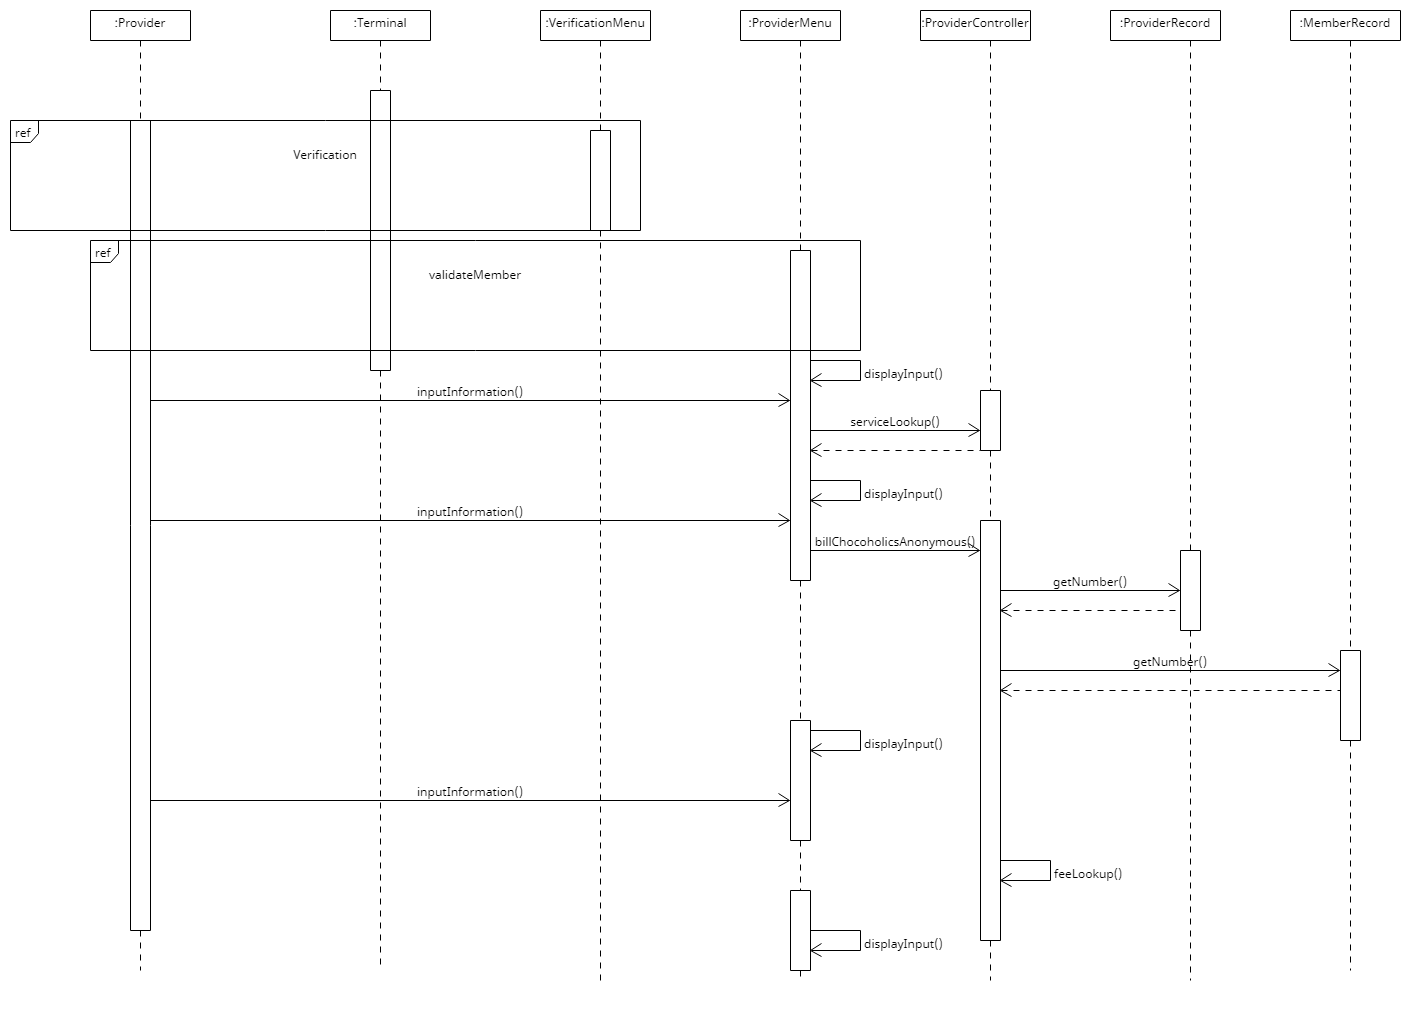 :Provider
:Terminal
:VerificationMenu
:ProviderMenu
:ProviderController
:ProviderRecord
:MemberRecord
ref
Verification
ref
validateMember
displayInput()
inputInformation()
serviceLookup()
displayInput()
inputInformation()
billChocoholicsAnonymous()
getNumber()
getNumber()
displayInput()
inputInformation()
feeLookup()
displayInput()